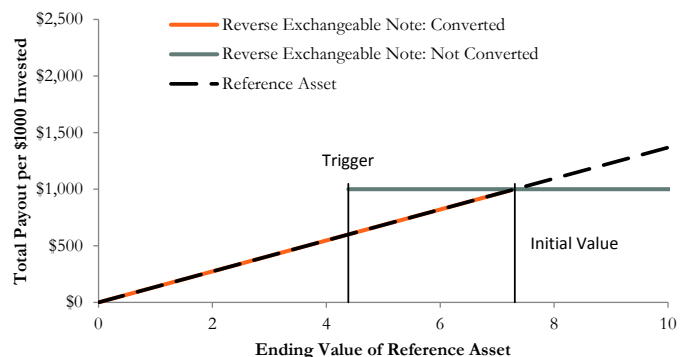 $2,500
$2,000
$1,500
$1,000
$500
$0
Total Payout per $1000 Invested
Reverse Exchangeable Note: Converted
Reverse Exchangeable Note: Not Converted
Reference Asset
Trigger
Initial Value
0 2 4 6 8 10
Ending Value of Reference Asset